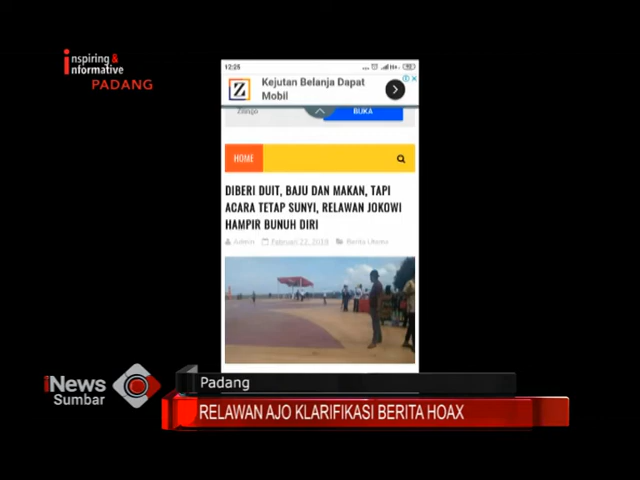 inspiring &
informative
PADANG
12:25
Kejutan Belanja Dapat
Mobil
Zilingo
BUKA
HOME
DIBERI DUIT, BAJU DAN MAKAN, TAPI
ACARA TETAP SUNYI, RELAWAN JOKOWI
HAMPIR BUNUH DIRI
Admin
Februari 22, 2018
Berita Utama
iNews
Sumbar
Padang
RELAWAN AJO KLARIFIKASI BERITA HOAX